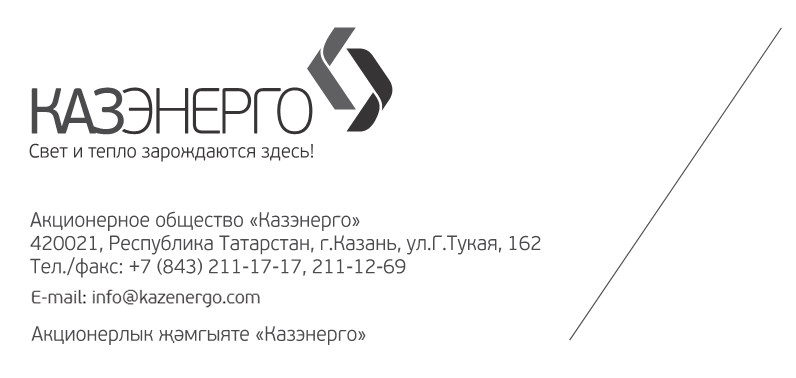 КАЗЭНЕРГО
Свет и тепло зарождаются здесь!
Акционерное общество «Казэнерго»
420021, Республика Татарстан, г.Казань, ул.Г.Тукая, 162
Тел./факс: +7 (843) 211-17-17, 211-12-69
E-mail: info@kazenergo.com
Акционерлык җәмгыяте «Казэнерго»